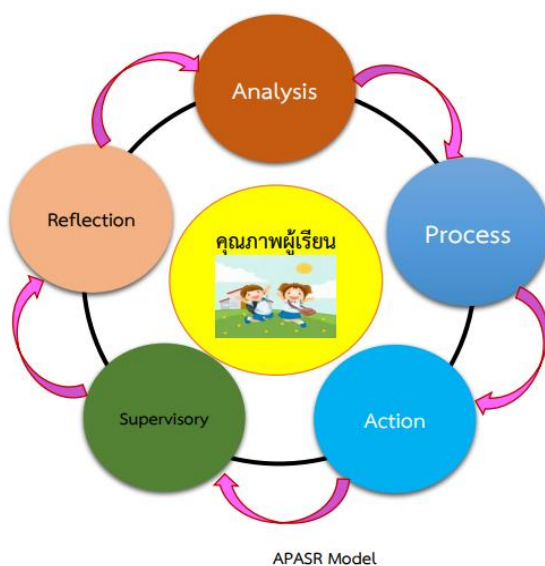 Analysis
Process
Action
Supervisory
Reflection
คุณภาพผู้เรียน
APASR Model